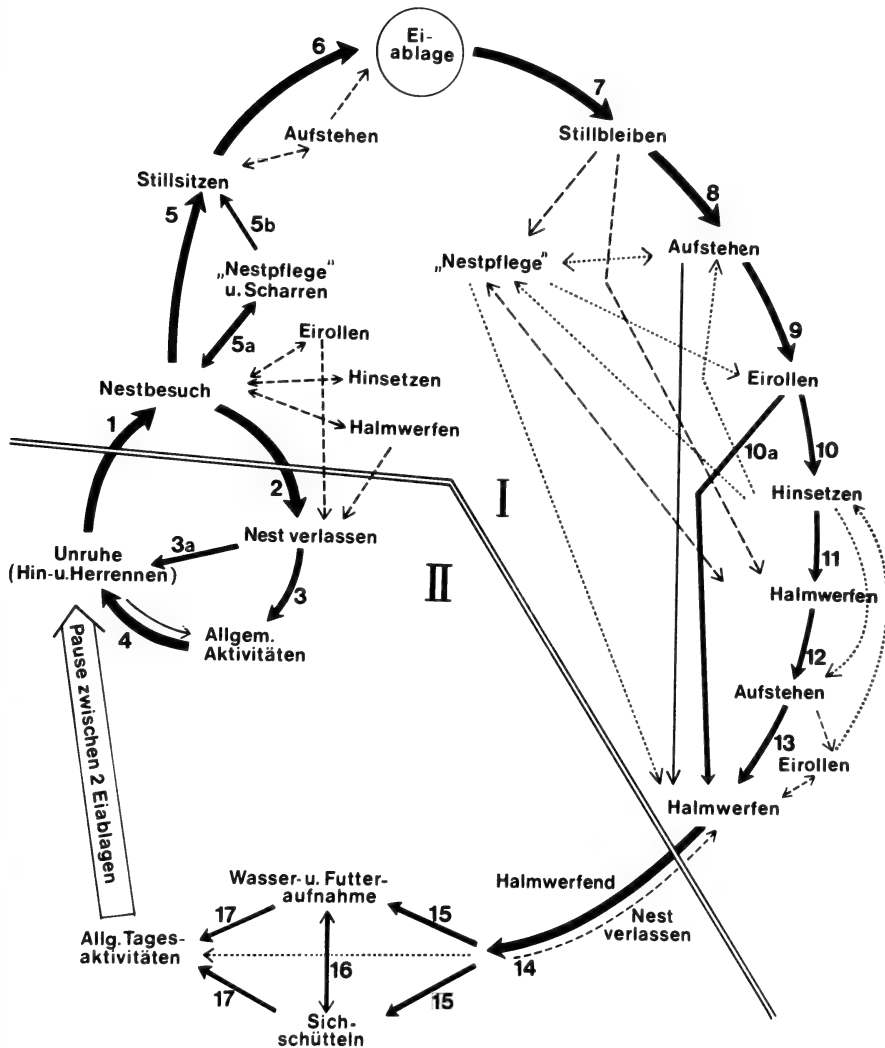 6
Ei-
ablage
7
Aufstehen
Stillbleiben
Stillsitzen
8
5
5b
„Nestpflege"
u. Scharren
„Nestpflege"
Aufstehen
9
Eirollen
5a
Nestbesuch
Hinsetzen
Eirollen
1
Halmwerfen
10a
10
2
I
Hinsetzen
Nest verlassen
3a
Unruhe
(Hin-u.Herrennen)
II
11
3
Halmwerfen
4
Allgem.
Aktivitäten
12
Aufstehen
Pause zwischen 2 Eiablagen
13
Eirollen
Halmwerfen
Wasser- u. Futter-
aufnahme
Halmwerfend
Nest
verlassen
17
15
Allg. Tages-
aktivitäten
16
14
17
15
Sich-
schütteln